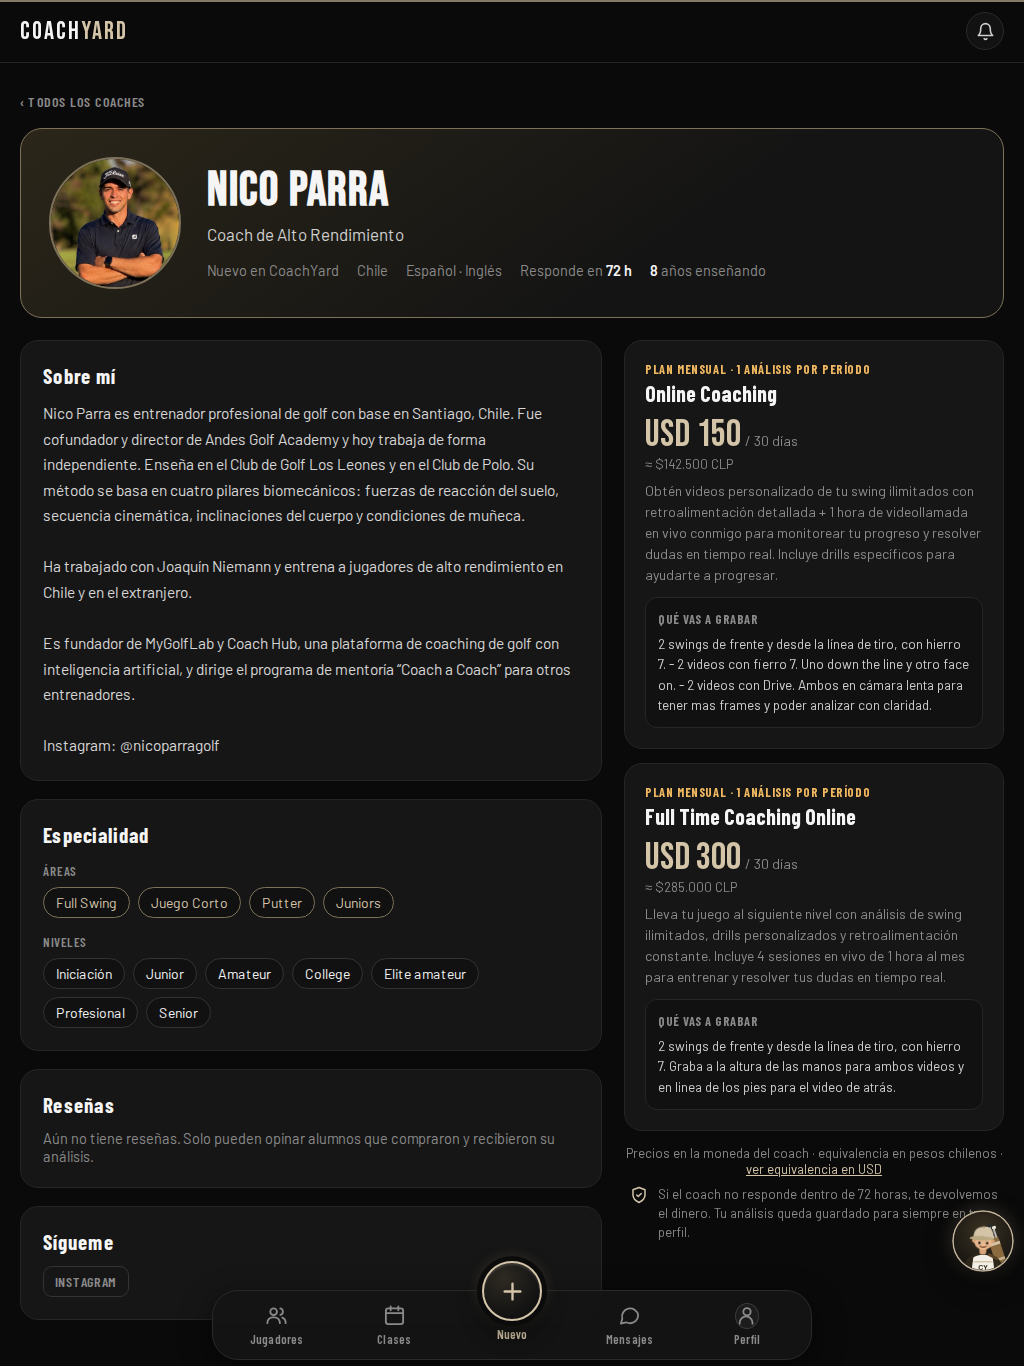 COACHYARD
‹ TODOS LOS COACHES
NICO PARRA
Coach de Alto Rendimiento
Nuevo en CoachYard Chile Español · Inglés Responde en 72 h 8 años enseñando
Sobre mí
Nico Parra es entrenador profesional de golf con base en Santiago, Chile. Fue
cofundador y director de Andes Golf Academy y hoy trabaja de forma
independiente. Enseña en el Club de Golf Los Leones y en el Club de Polo. Su
método se basa en cuatro pilares biomecánicos: fuerzas de reacción del suelo,
secuencia cinemática, inclinaciones del cuerpo y condiciones de muñeca.
Ha trabajado con Joaquín Niemann y entrena a jugadores de alto rendimiento en
Chile y en el extranjero.
Es fundador de MyGolfLab y Coach Hub, una plataforma de coaching de golf con
inteligencia artificial, y dirige el programa de mentoría “Coach a Coach” para otros
entrenadores.
Instagram: @nicoparragolf
Especialidad
ÁREAS
Full Swing Juego Corto Putter Juniors
NIVELES
Iniciación Junior Amateur College Elite amateur
Profesional Senior
Reseñas
Aún no tiene reseñas. Solo pueden opinar alumnos que compraron y recibieron su
análisis.
Sígueme
INSTAGRAM
PLAN MENSUAL · 1 ANÁLISIS POR PERÍODO
Online Coaching
USD 150 / 30 días
≈ $142.500 CLP
Obtén videos personalizado de tu swing ilimitados con
retroalimentación detallada + 1 hora de videollamada
en vivo conmigo para monitorear tu progreso y resolver
dudas en tiempo real. Incluye drills específicos para
ayudarte a progresar.
QUÉ VAS A GRABAR
2 swings de frente y desde la línea de tiro, con hierro
7. - 2 videos con fierro 7. Uno down the line y otro face
on. - 2 videos con Drive. Ambos en cámara lenta para
tener mas frames y poder analizar con claridad.
PLAN MENSUAL · 1 ANÁLISIS POR PERÍODO
Full Time Coaching Online
USD 300 / 30 días
≈ $285.000 CLP
Lleva tu juego al siguiente nivel con análisis de swing
ilimitados, drills personalizados y retroalimentación
constante. Incluye 4 sesiones en vivo de 1 hora al mes
para entrenar y resolver tus dudas en tiempo real.
QUÉ VAS A GRABAR
2 swings de frente y desde la línea de tiro, con hierro
7. Graba a la altura de las manos para ambos videos y
en linea de los pies para el video de atrás.
Precios en la moneda del coach · equivalencia en pesos chilenos ·
ver equivalencia en USD
Si el coach no responde dentro de 72 horas, te devolvemos
el dinero. Tu análisis queda guardado para siempre en
perfil.
CY
Jugadores Clases Nuevo Mensajes Perfil